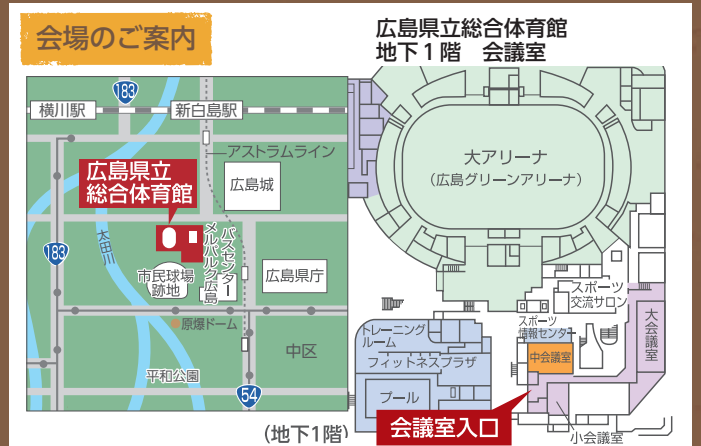 会場のご案内
広島県立総合体育館
地下1階　会議室
183
横川駅
新白島駅
アストラムライン
広島県立
総合体育館
広島城
大アリーナ
（広島グリーンアリーナ）
183
太田川
バスセンター
メルパルク広島
市民球場
跡地
広島県庁
原爆ドーム
中区
平和公園
54
スポーツ
交流サロン
スポーツ
情報センター
大会議室
中会議室
トレーニング
ルーム
フィットネスプラザ
プール
会議室入口
小会議室
（地下1階）